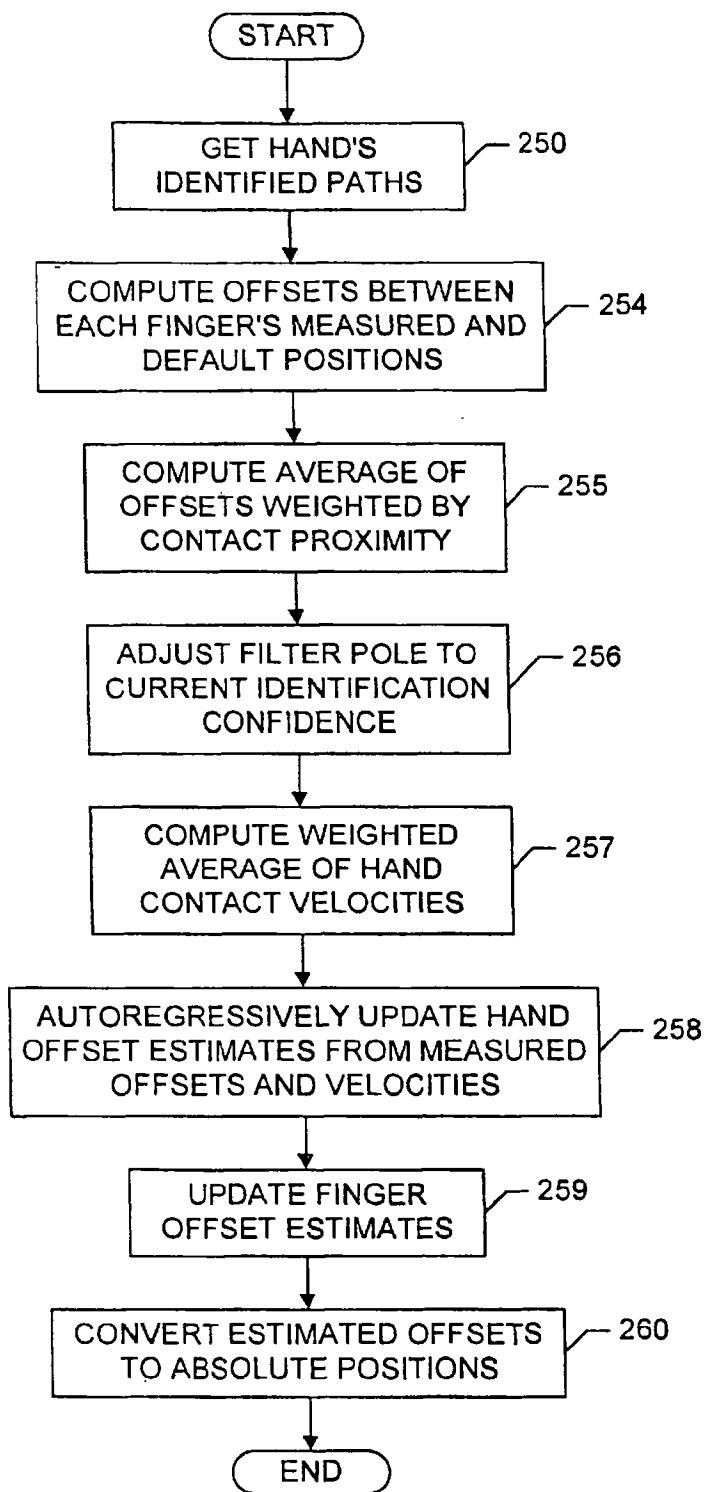 START
GET HAND'S
IDENTIFIED PATHS
250
COMPUTE OFFSETS BETWEEN
EACH FINGER'S MEASURED AND
DEFAULT POSITIONS
254
COMPUTE AVERAGE OF
OFFSETS WEIGHTED BY
CONTACT PROXIMITY
255
ADJUST FILTER POLE TO
CURRENT IDENTIFICATION
CONFIDENCE
256
COMPUTE WEIGHTED
AVERAGE OF HAND
CONTACT VELOCITIES
257
AUTOREGRESSIVELY UPDATE HAND
OFFSET ESTIMATES FROM MEASURED
OFFSETS AND VELOCITIES
258
UPDATE FINGER
OFFSET ESTIMATES
259
CONVERT ESTIMATED OFFSETS
TO ABSOLUTE POSITIONS
260
END